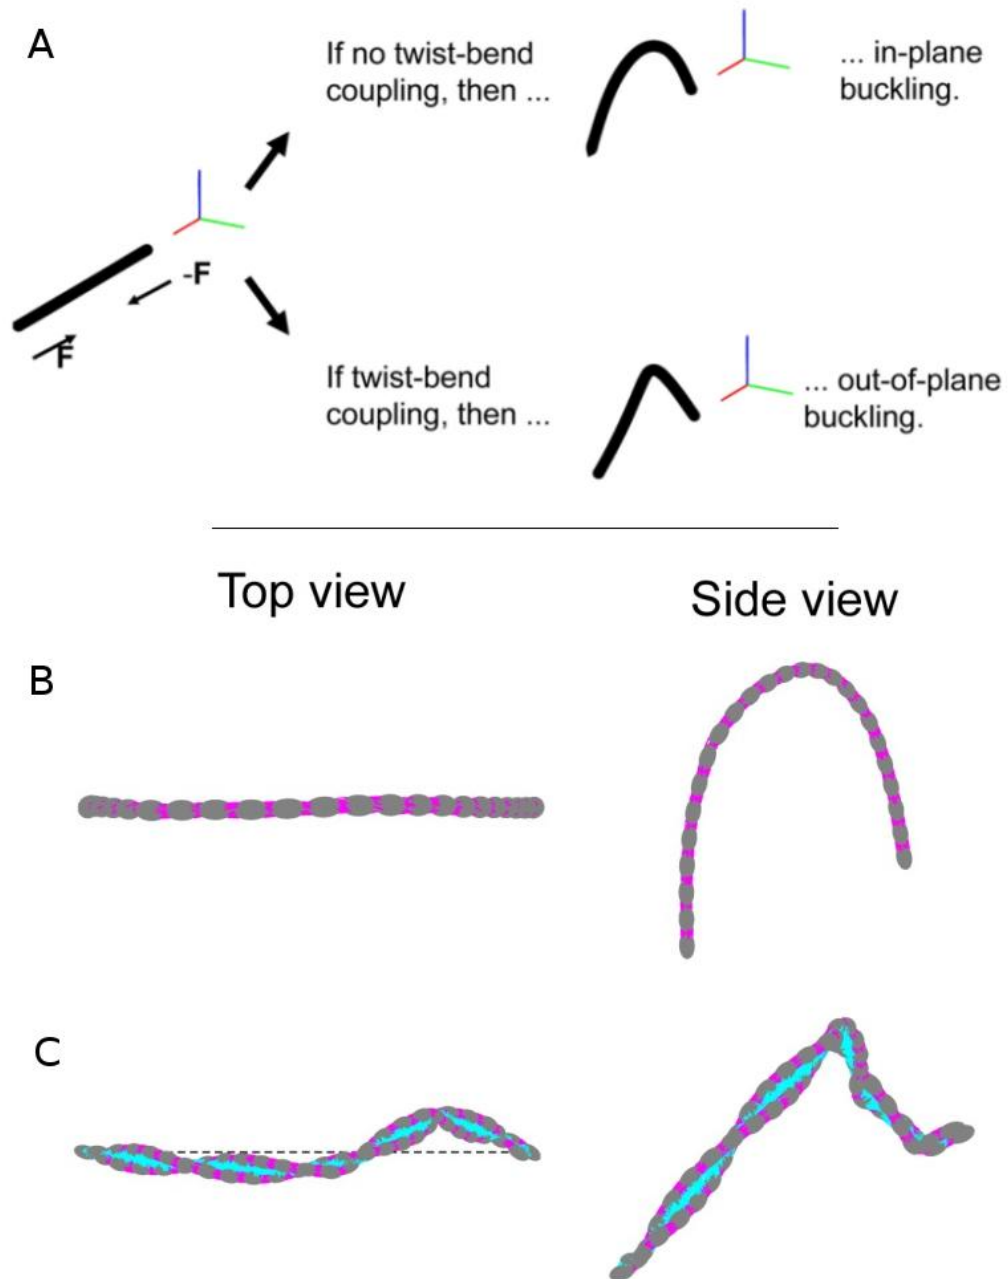 A
If no twist-bend
coupling, then ...
... in-plane
buckling.
-F
F
If twist-bend
coupling, then ...
... out-of-plane
buckling.
Top view
Side view
B
C